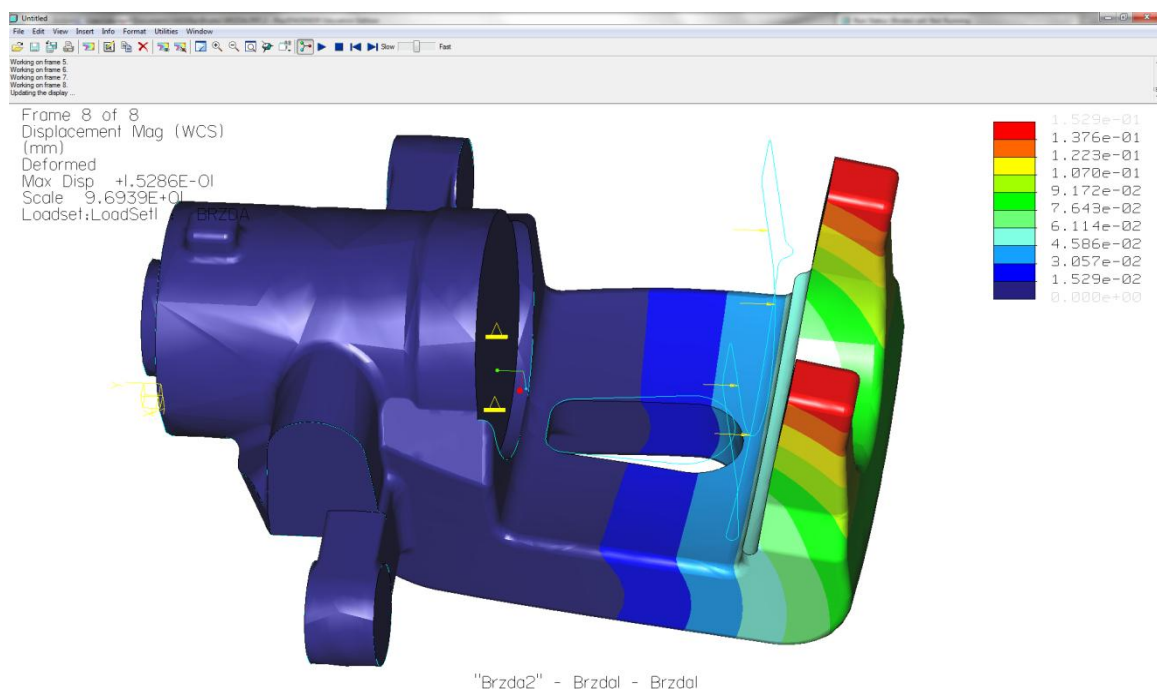 Untitled
File Edit View Insert Info Format Utilities Window
Slow Fast
Working on frame 5.
Working on frame 6.
Working on frame 7.
Working on frame 8.
Updating the display ...
Frame 8 of 8
Displacement Mag (WCS)
(mm)
Deformed
Max Disp +1.5286E-01
Scale 9.6939E+01
Loadset:LoadSet1 : BRZDA
1.529e-01
1.376e-01
1.223e-01
1.070e-01
9.172e-02
7.643e-02
6.114e-02
4.586e-02
3.057e-02
1.529e-02
0.000e+00
"Brzda2" - Brzda1 - Brzda1